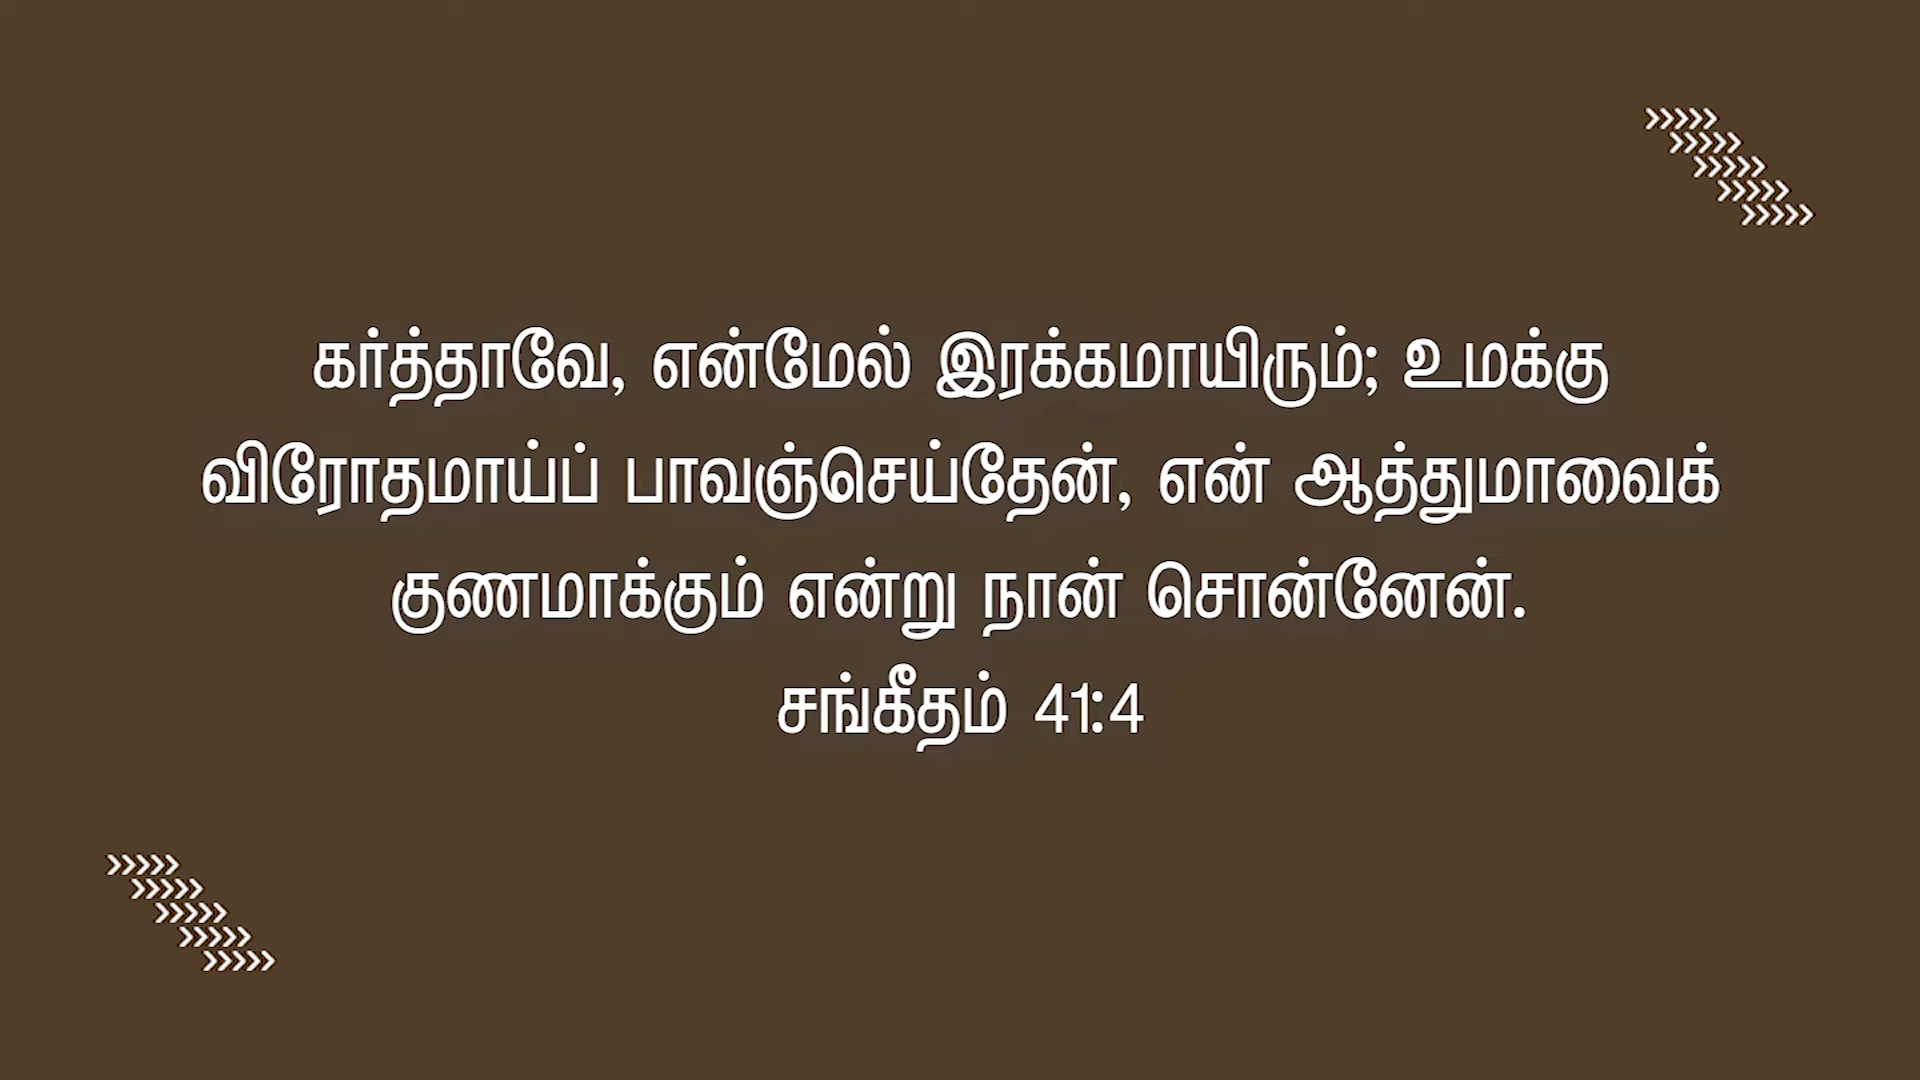 கர்த்தாவே, என்மேல் இரக்கமாயிரும்; உமக்கு
விரோதமாய்ப் பாவஞ்செய்தேன், என் ஆத்துமாவைக்
குணமாக்கும் என்று நான் சொன்னேன்.
சங்கீதம் 41:4